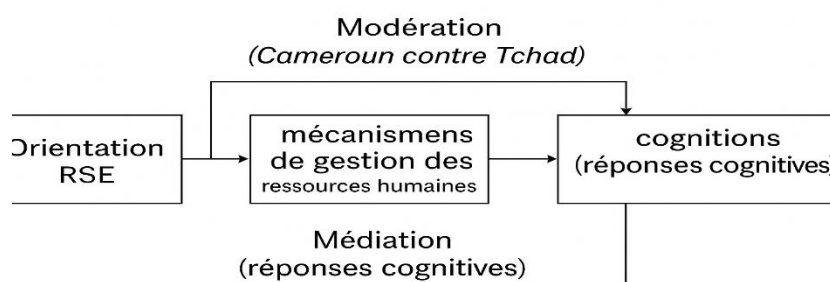 Modération
(Cameroun contre Tchad)
Orientation
RSE
mécanismens
de gestion des
ressources humaines
cognitions
(réponses cognitives)
Médiation
(réponses cognitives)